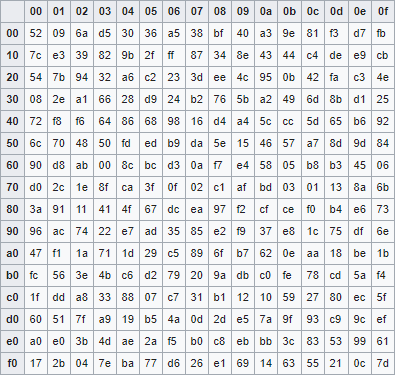 00 01 02 03 04 05 06 07 08 09 0a 0b 0c 0d 0e 0f
00 52 09 6a d5 30 36 a5 38 bf 40 a3 9e 81 f3 d7 fb
10 7c e3 39 82 9b 2f ff 87 34 8e 43 44 c4 de e9 cb
20 54 7b 94 32 a6 c2 23 3d ee 4c 95 0b 42 fa c3 4e
30 08 2e a1 66 28 d9 24 b2 76 5b a2 49 6d 8b d1 25
40 72 f8 f6 64 86 68 98 16 d4 a4 5c cc 5d 65 b6 92
50 6c 70 48 50 fd ed b9 da 5e 15 46 57 a7 8d 9d 84
60 90 d8 ab 00 8c bc d3 0a f7 e4 58 05 b8 b3 45 06
70 d0 2c 1e 8f ca 3f 0f 02 c1 af bd 03 01 13 8a 6b
80 3a 91 11 41 4f 67 dc ea 97 f2 cf ce f0 b4 e6 73
90 96 ac 74 22 e7 ad 35 85 e2 f9 37 e8 1c 75 df 6e
a0 47 f1 1a 71 1d 29 c5 89 6f b7 62 0e aa 18 be 1b
b0 fc 56 3e 4b c6 d2 79 20 9a db c0 fe 78 cd 5a f4
c0 1f dd a8 33 88 07 c7 31 b1 12 10 59 27 80 ec 5f
d0 60 51 7f a9 19 b5 4a 0d 2d e5 7a 9f 93 c9 9c ef
e0 a0 e0 3b 4d ae 2a f5 b0 c8 eb bb 3c 83 53 99 61
f0 17 2b 04 7e ba 77 d6 26 e1 69 14 63 55 21 0c 7d